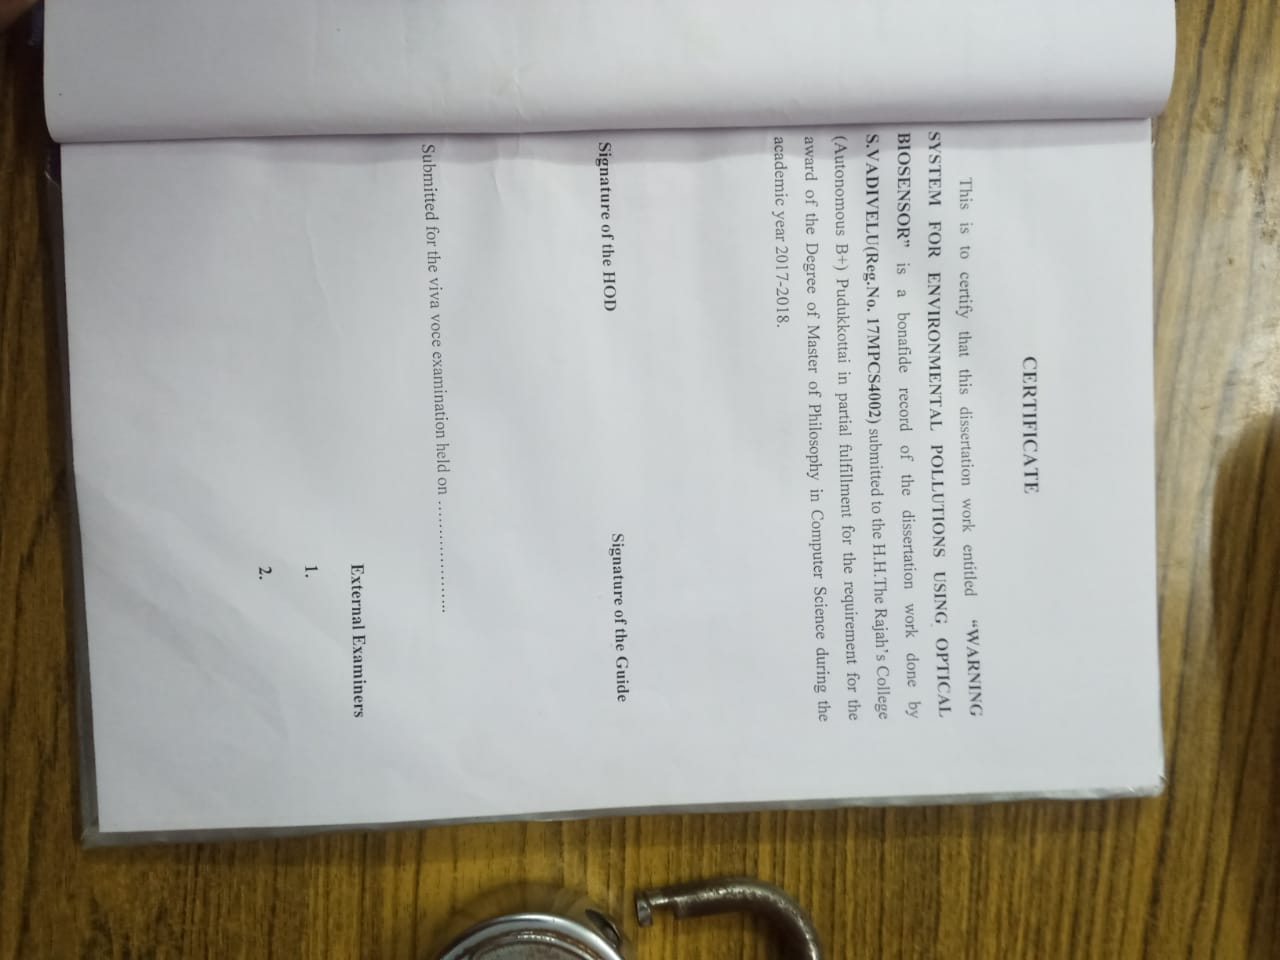 CERTIFICATE
This is to certify that this dissertation work entitled “WARNING
SYSTEM FOR ENVIRONMENTAL POLLUTIONS USING OPTICAL
BIOSENSOR” is a bonafide record of the dissertation work done by
S.VADIVELU(Reg.No. 17MPCS4002) submitted to the H.H.The Rajah’s College
(Autonomous B+) Pudukkottai in partial fulfillment for the requirement for the
award of the Degree of Master of Philosophy in Computer Science during the
academic year 2017-2018.
Signature of the HOD Signature of the Guide
Submitted for the viva voce examination held on …………………..
External Examiners
1.
2.